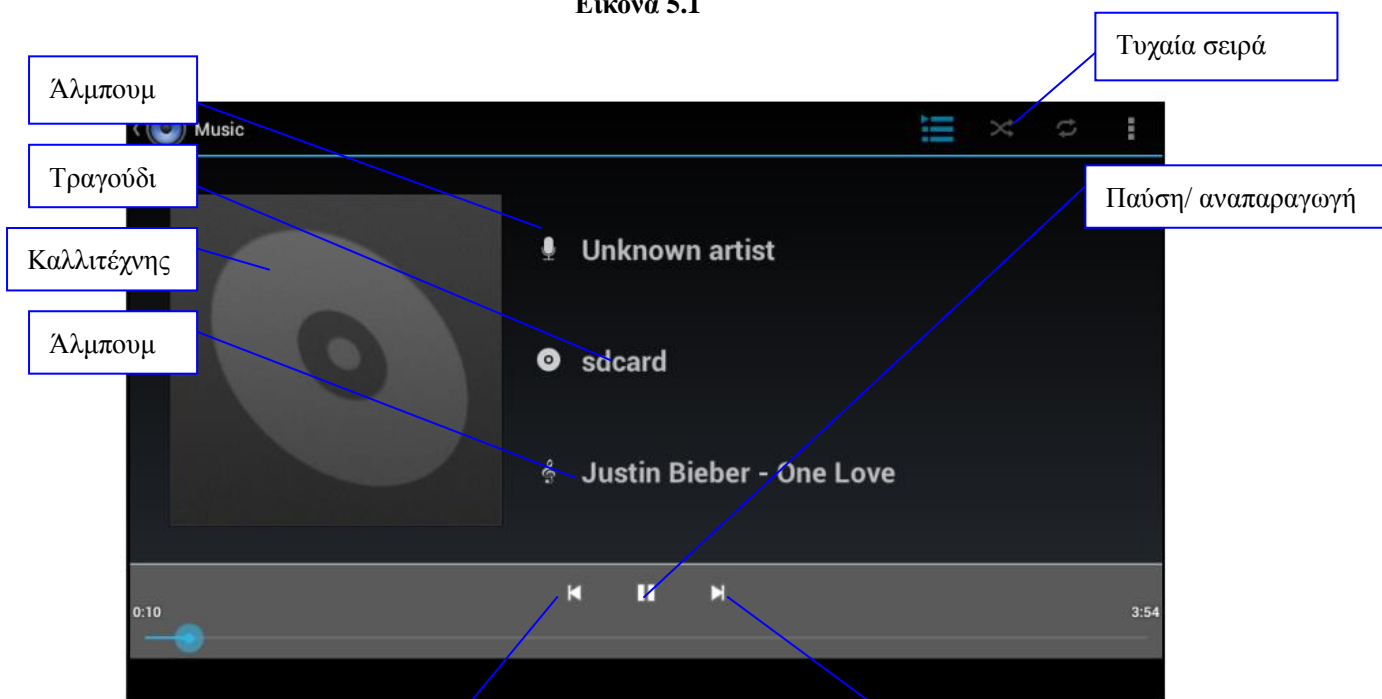 Εικόνα 5.1
Τυχαία σειρά
Άλμπουμ
Music
Τραγούδι
Παύση/ αναπαραγωγή
Καλλιτέχνης
Unknown artist
Άλμπουμ
sdcard
Justin Bieber - One Love
0:10
3:54